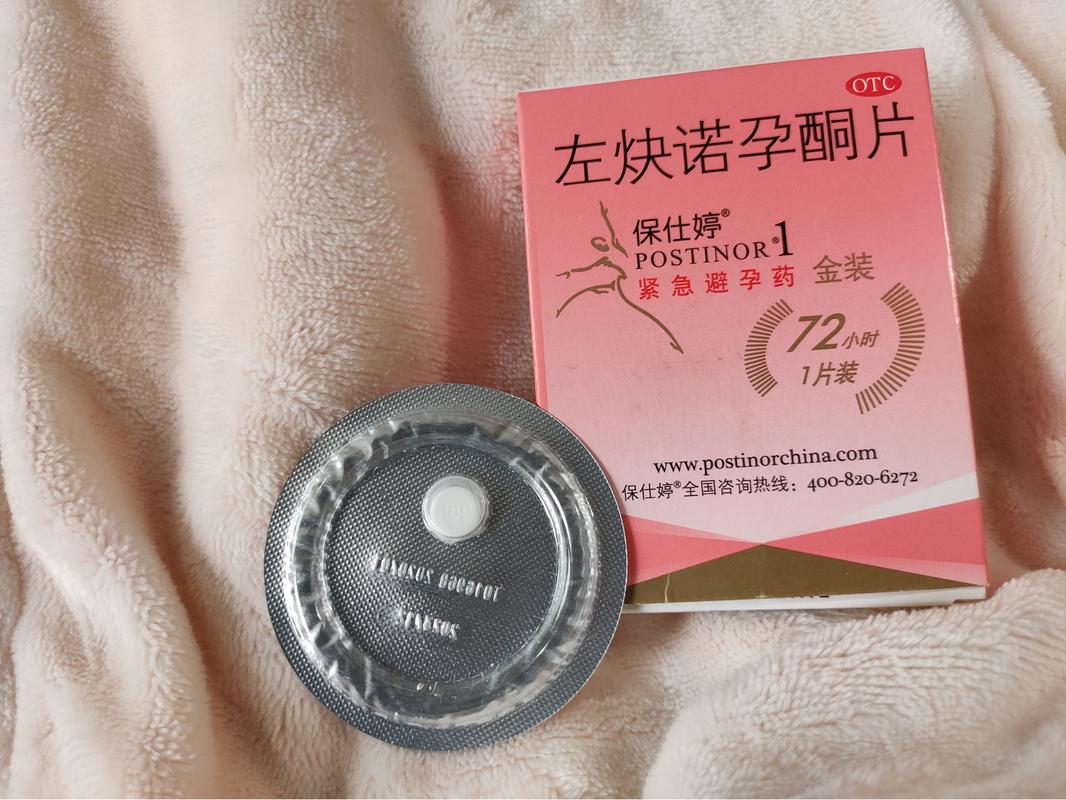 OTC
左炔诺孕酮片
保仕婷®
POSTINOR®1
紧急避孕药 金装
72小时
1片装
www.postinorchina.com
保仕婷®全国咨询热线：400-820-6272